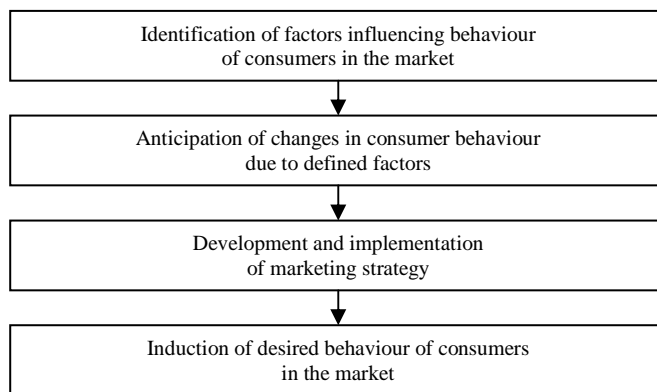 Identification of factors influencing behaviour
of consumers in the market
Anticipation of changes in consumer behaviour
due to defined factors
Development and implementation
of marketing strategy
Induction of desired behaviour of consumers
in the market